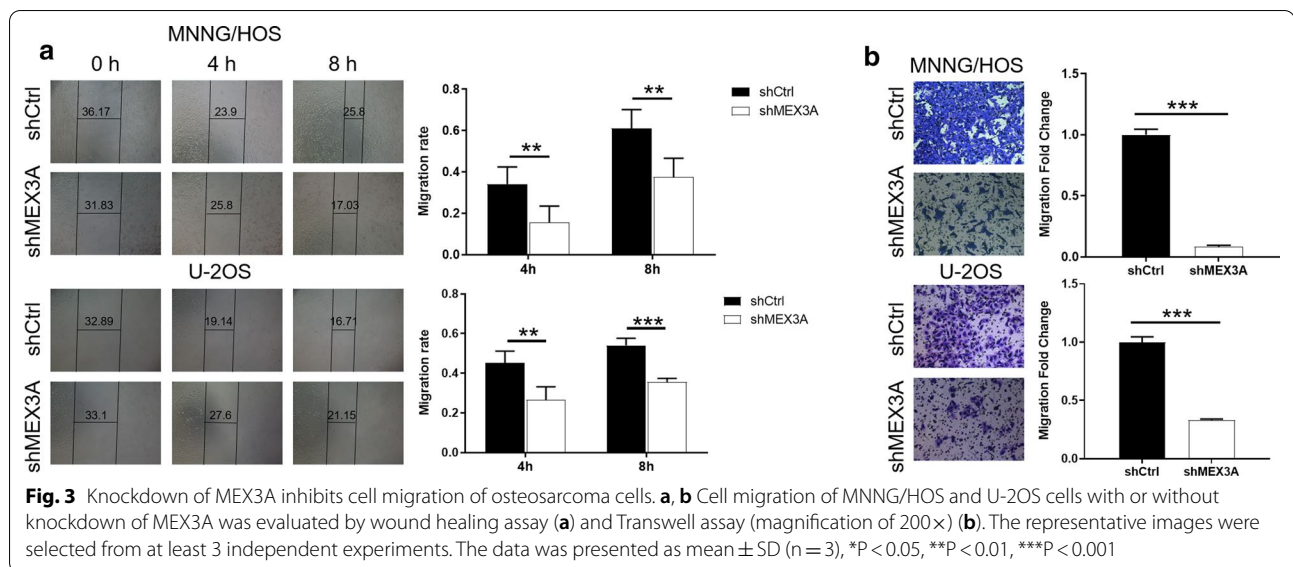 a
MNNG/HOS
0 h 4 h 8 h
shCtrl
36.17 23.9 25.8
shMEX3A
31.83 25.8 17.03
U-2OS
shCtrl
32.89 19.14 16.71
shMEX3A
33.1 27.6 21.15
Migration rate
0.8
0.6
0.4
0.2
0.0
** **
4h 8h
shCtrl
shMEX3A
Migration rate
0.8
0.6
0.4
0.2
0.0
** ***
4h 8h
shCtrl
shMEX3A
b
MNNG/HOS
shCtrl
shMEX3A
U-2OS
shCtrl
shMEX3A
Migration Fold Change
1.5
1.0
0.5
0.0
***
shCtrl shMEX3A
Migration Fold Change
1.5
1.0
0.5
0.0
***
shCtrl shMEX3A
Fig. 3 Knockdown of MEX3A inhibits cell migration of osteosarcoma cells. a, b Cell migration of MNNG/HOS and U-2OS cells with or without
knockdown of MEX3A was evaluated by wound healing assay (a) and Transwell assay (magnification of 200×) (b). The representative images were
selected from at least 3 independent experiments. The data was presented as mean ± SD (n = 3), *P < 0.05, **P < 0.01, ***P < 0.001